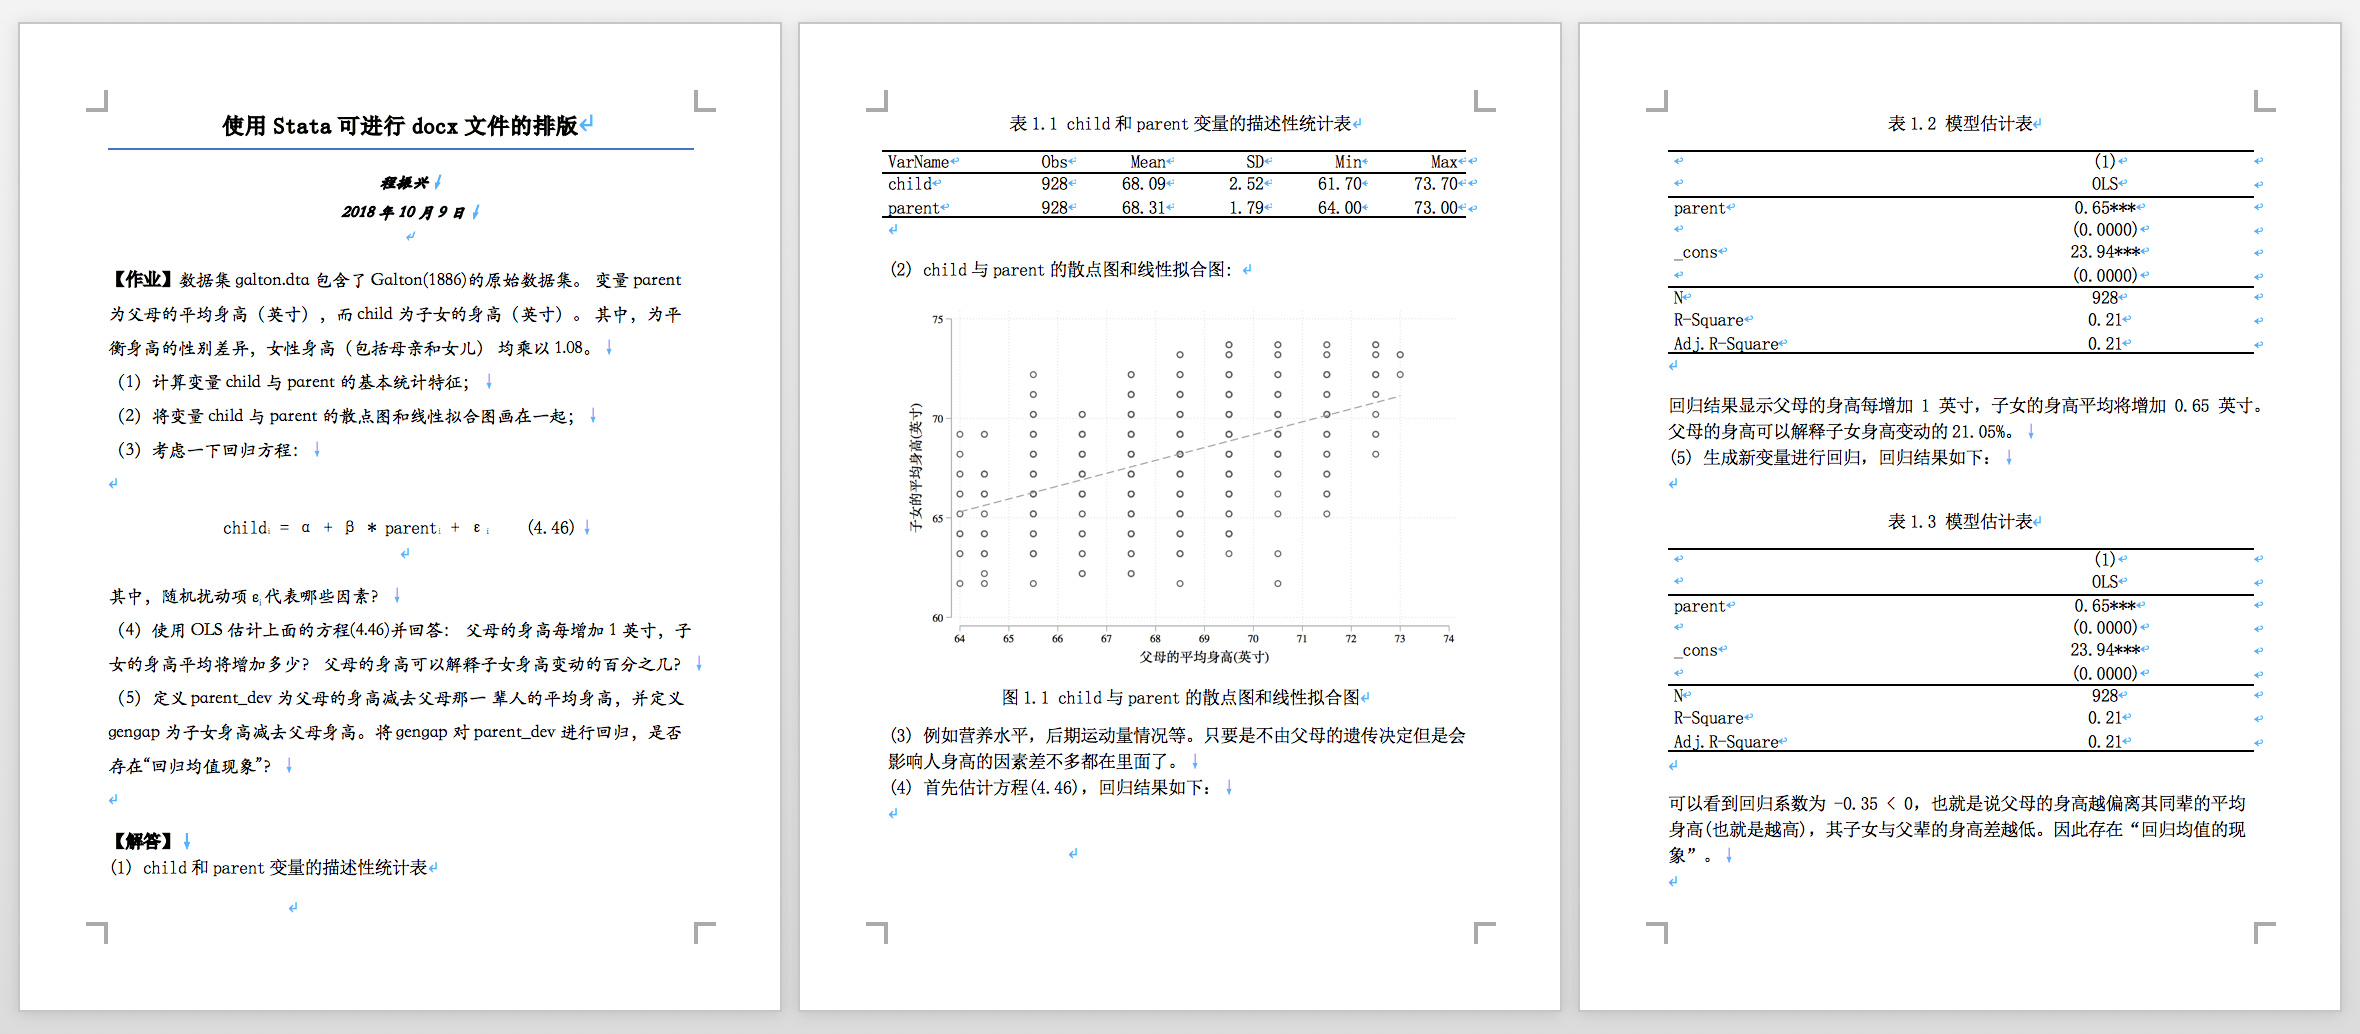 使用 Stata 可进行 docx 文件的排版
程振兴
2018 年 10 月 9 日
【作业】数据集 galton.dta 包含了 Galton(1886)的原始数据集。 变量 parent
为父母的平均身高（英寸），而 child 为子女的身高（英寸）。 其中，为平
衡身高的性别差异，女性身高（包括母亲和女儿） 均乘以 1.08。
（1）计算变量 child 与 parent 的基本统计特征；
（2）将变量 child 与 parent 的散点图和线性拟合图画在一起；
（3）考虑一下回归方程：
childᵢ = α + β * parentᵢ + εᵢ (4.46)
其中，随机扰动项 εᵢ 代表哪些因素？
（4）使用 OLS 估计上面的方程(4.46)并回答： 父母的身高每增加 1 英寸，子
女的身高平均将增加多少？ 父母的身高可以解释子女身高变动的百分之几？
（5）定义 parent_dev 为父母的身高减去父母那一 辈人的平均身高，并定义
gengap 为子女身高减去父母身高。将 gengap 对 parent_dev 进行回归，是否
存在“回归均值现象”？
【解答】
(1) child 和 parent 变量的描述性统计表
表 1.1 child 和 parent 变量的描述性统计表
VarName Obs Mean SD Min Max
child 928 68.09 2.52 61.70 73.70
parent 928 68.31 1.79 64.00 73.00
(2) child 与 parent 的散点图和线性拟合图：
75
70
65
60
子女的平均身高(英寸)
64 65 66 67 68 69 70 71 72 73 74
父母的平均身高(英寸)
图 1.1 child 与 parent 的散点图和线性拟合图
(3) 例如营养水平，后期运动量情况等。只要是不由父母的遗传决定但是会
影响人身高的因素差不多都在里面了。
(4) 首先估计方程(4.46)，回归结果如下：
表 1.2 模型估计表
(1)
OLS
parent 0.65***
(0.0000)
_cons 23.94***
(0.0000)
N 928
R-Square 0.21
Adj.R-Square 0.21
回归结果显示父母的身高每增加 1 英寸，子女的身高平均将增加 0.65 英寸。
父母的身高可以解释子女身高变动的 21.05%。
(5) 生成新变量进行回归，回归结果如下：
表 1.3 模型估计表
(1)
OLS
parent 0.65***
(0.0000)
_cons 23.94***
(0.0000)
N 928
R-Square 0.21
Adj.R-Square 0.21
可以看到回归系数为 -0.35 < 0，也就是说父母的身高越偏离其同辈的平均
身高(也就是越高)，其子女与父辈的身高差越低。因此存在“回归均值的现
象”。